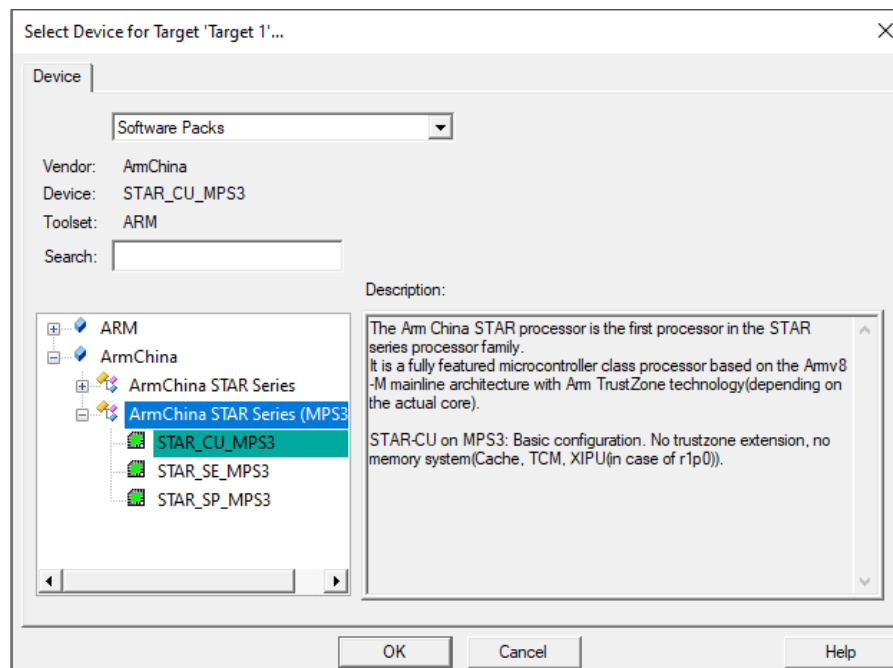 Select Device for Target 'Target 1'...
Device
Software Packs
Vendor: ArmChina
Device: STAR_CU_MPS3
Toolset: ARM
Search:
Description:
ARM
ArmChina
ArmChina STAR Series
ArmChina STAR Series (MPS3
STAR_CU_MPS3
STAR_SE_MPS3
STAR_SP_MPS3
The Arm China STAR processor is the first processor in the STAR
series processor family.
It is a fully featured microcontroller class processor based on the Armv8
-M mainline architecture with Arm TrustZone technology(depending on
the actual core).
STAR-CU on MPS3: Basic configuration. No trustzone extension, no
memory system(Cache, TCM, XIPU(in case of r1p0)).
OK
Cancel
Help